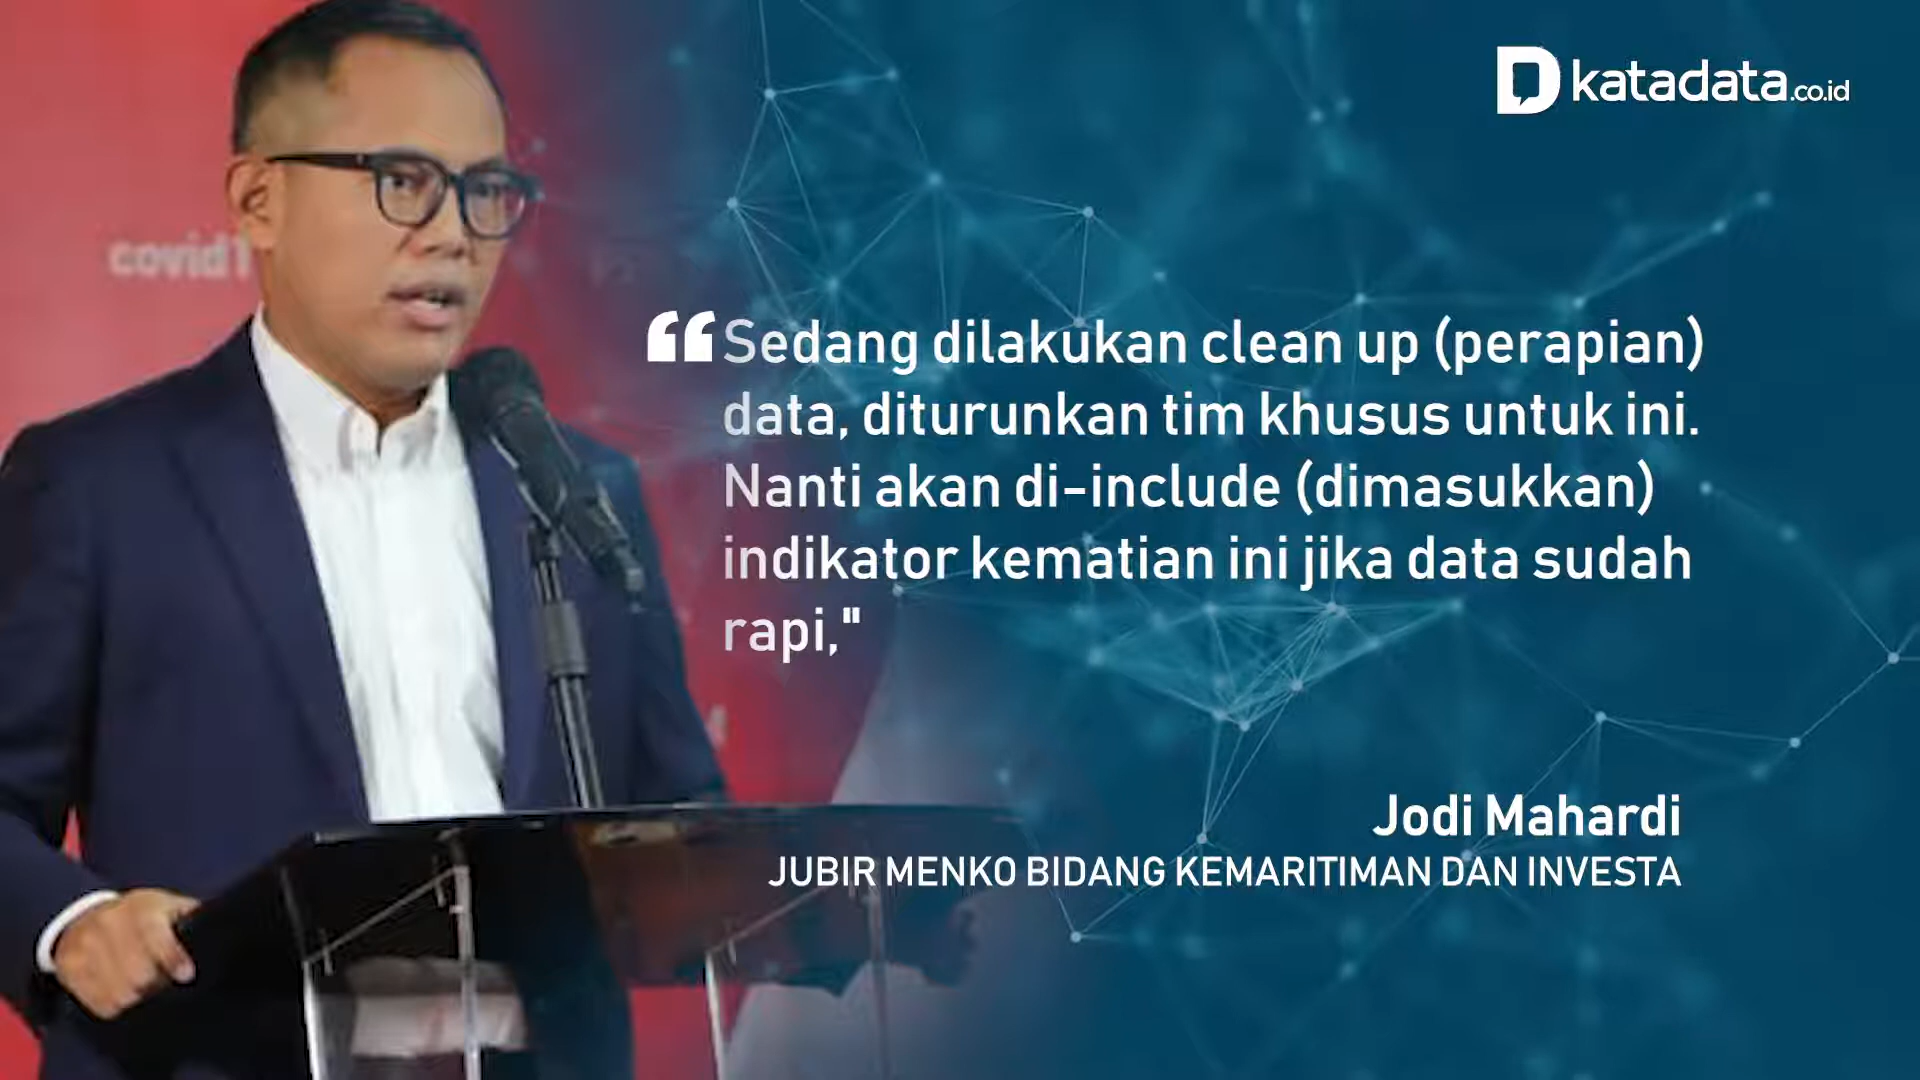 katadata.co.id
covid1
Sedang dilakukan clean up (perapian)
data, diturunkan tim khusus untuk ini.
Nanti akan di-include (dimasukkan)
indikator kematian ini jika data sudah
rapi,"
Jodi Mahardi
JUBIR MENKO BIDANG KEMARITIMAN DAN INVESTA